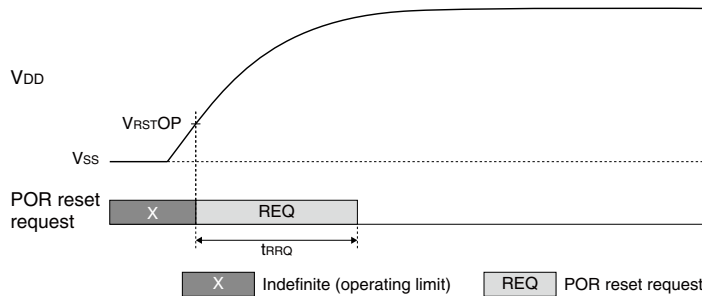 VDD
VRSTOP
VSS
POR reset
request
X
REQ
tRRQ
X Indefinite (operating limit) REQ POR reset request